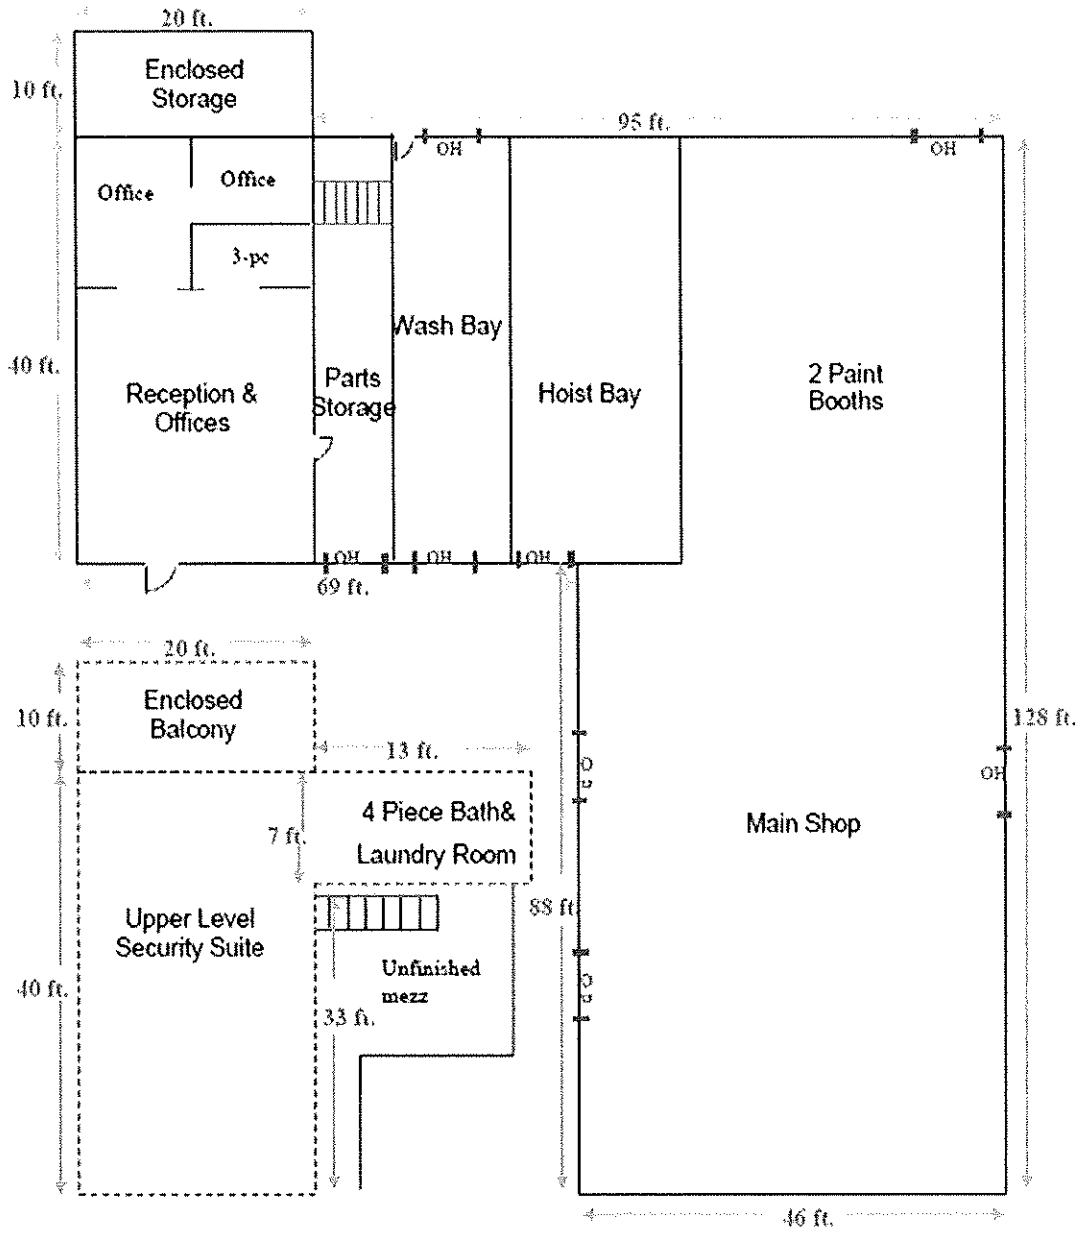 20 ft.
Enclosed
Storage
10 ft.
95 ft.
OH
OH
Office
Office
3-pc
Wash Bay
40 ft.
Reception &
Offices
Parts
Storage
Hoist Bay
2 Paint
Booths
OH
OH
OH
69 ft.
20 ft.
Enclosed
Balcony
10 ft.
13 ft.
128 ft.
OH
4 Piece Bath&
Laundry Room
7 ft.
Main Shop
88 ft.
Upper Level
Security Suite
Unfinished
mezz
40 ft.
33 ft.
46 ft.